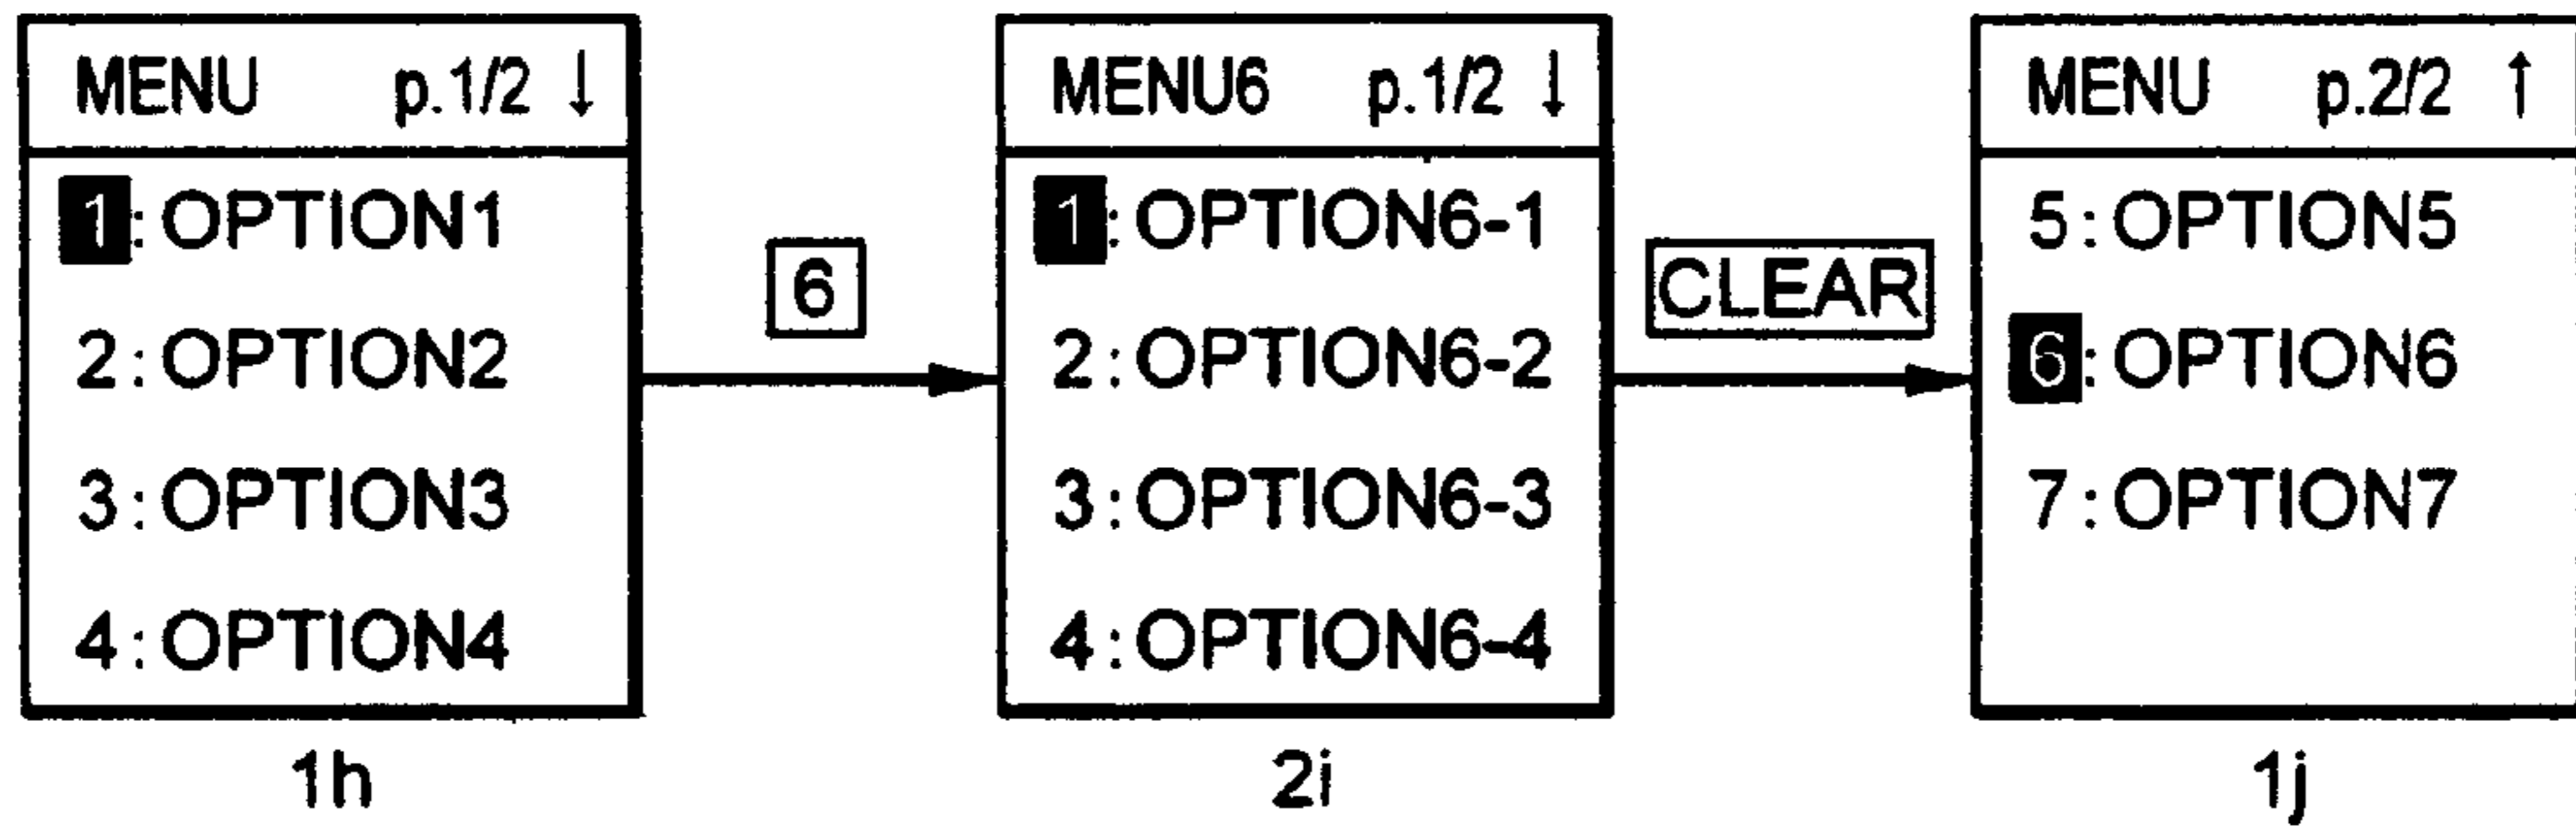 MENU p.1/2 ↓
1:OPTION1
2:OPTION2
3:OPTION3
4:OPTION4
1h
6
MENU6 p.1/2 ↓
1:OPTION6-1
2:OPTION6-2
3:OPTION6-3
4:OPTION6-4
2i
CLEAR
MENU p.2/2 ↑
5:OPTION5
6:OPTION6
7:OPTION7
1j